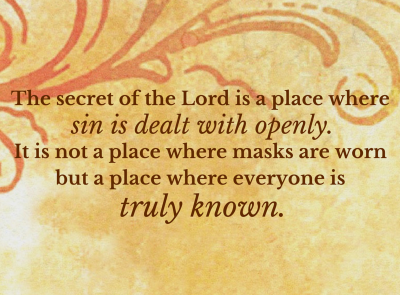 The secret of the Lord is a place where
sin is dealt with openly.
It is not a place where masks are worn
but a place where everyone is
truly known.